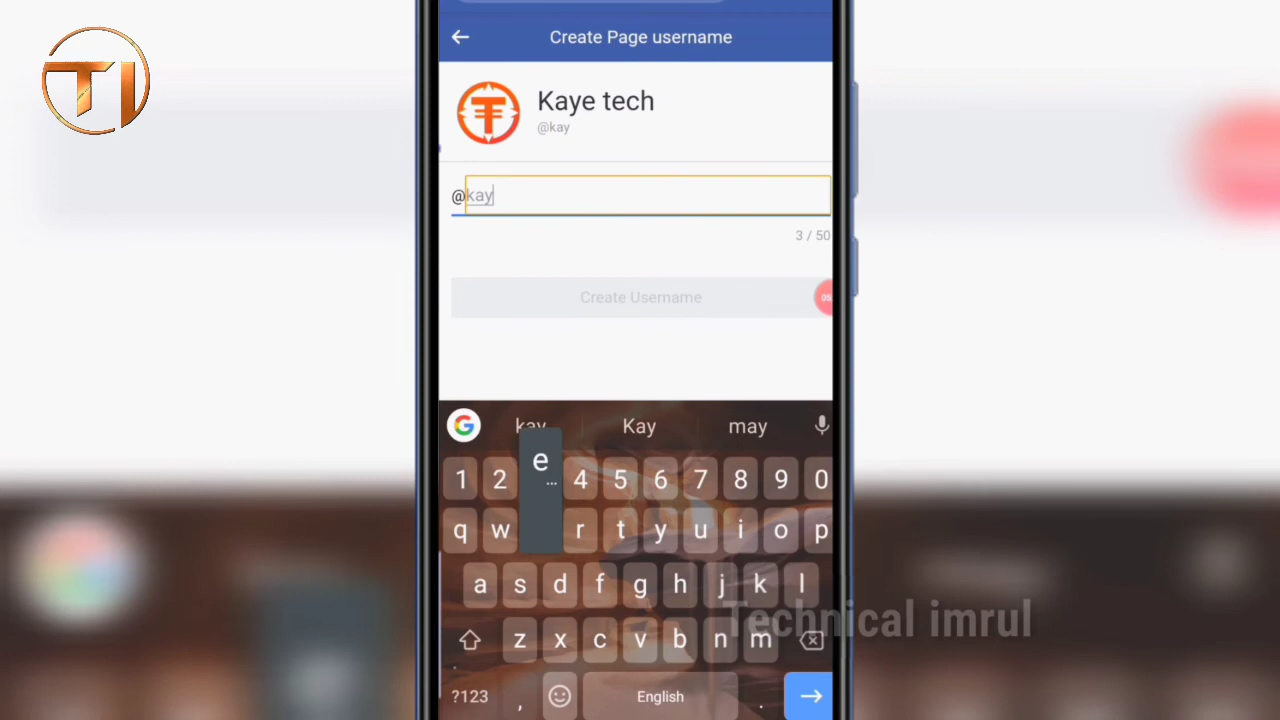 TI
Create Page username
Kaye tech
@kay
@kay
3 / 50
Create Username
kay Kay may
e
...
1 2 4 5 6 7 8 9 0
q w r t y u i o p
a s d f g h j k l
z x c v b n m
Technical imrul
?123 , English .